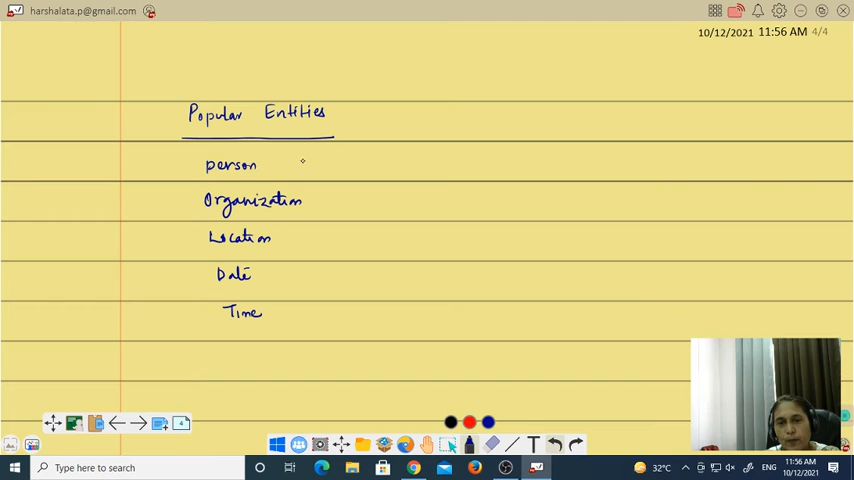 harshalata.p@gmail.com
10/12/2021 11:56 AM 4/4
Popular Entities
person
Organization
Location
Date
Time
4
T
Type here to search
32°C
ENG
11:56 AM
10/12/2021